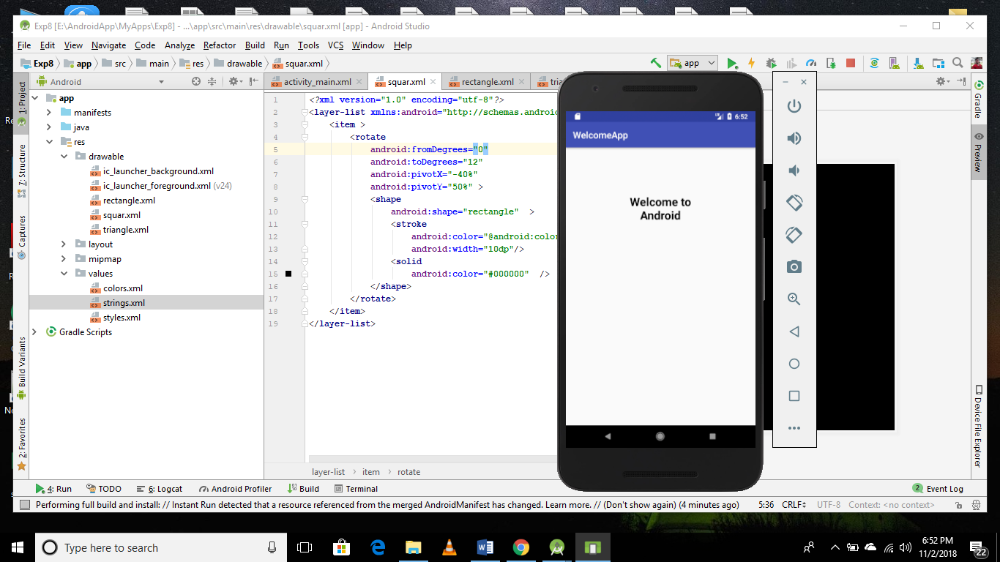 Exp8 [E:\AndroidApp\MyApps\Exp8] - ...\app\src\main\res\drawable\squar.xml [app] - Android Studio
File Edit View Navigate Code Analyze Refactor Build Run Tools VCS Window Help
Exp8 app src main res drawable squar.xml
app
Android
activity_main.xml squar.xml rectangle.xml
1: Project
7: Structure
Captures
Build Variants
2: Favorites
app
manifests
java
res
drawable
ic_launcher_background.xml
ic_launcher_foreground.xml (v24)
rectangle.xml
squar.xml
triangle.xml
layout
mipmap
values
colors.xml
strings.xml
styles.xml
Gradle Scripts
1 <?xml version="1.0" encoding="utf-8"?>
2 <layer-list xmlns:android="http://schemas.androi
3 <item >
4 <rotate
5 android:fromDegrees="0"
6 android:toDegrees="12"
7 android:pivotX="-40%"
8 android:pivotY="50%" >
9 <shape
10 android:shape="rectangle" >
11 <stroke
12 android:color="@android:color
13 android:width="10dp"/>
14 <solid
15 android:color="#000000" />
16 </shape>
17 </rotate>
18 </item>
19 </layer-list>
layer-list item rotate
6:52
WelcomeApp
Welcome to
Android
Gradle
Preview
Device File Explorer
4: Run TODO 6: Logcat Android Profiler Build Terminal 2 Event Log
Performing full build and install: // Instant Run detected that a resource referenced from the merged AndroidManifest has changed. Learn more. // (Don't show again) (4 minutes ago) 5:36 CRLF UTF-8 Context: <no context>
Type here to search
6:52 PM
11/2/2018
22